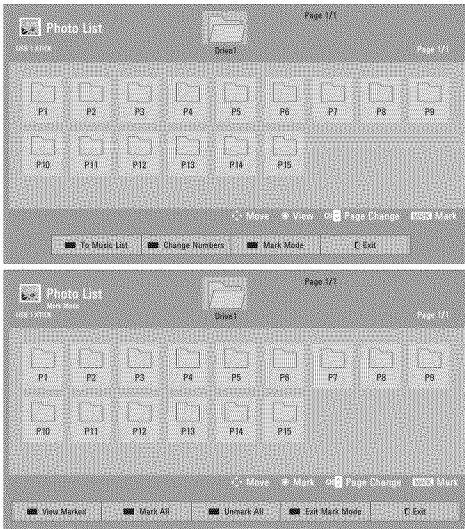 Page 1/1
Photo List
USB 1 XTICK
Drive1
Page 1/1
P1 P2 P3 P4 P5 P6 P7 P8 P9
P10 P11 P12 P13 P14 P15
Move View CH Page Change MARK Mark
To Music List Change Numbers Mark Mode Exit
Page 1/1
Photo List
Mark Mode
USB 1 XTICK
Drive1
Page 1/1
P1 P2 P3 P4 P5 P6 P7 P8 P9
P10 P11 P12 P13 P14 P15
Move Mark CH Page Change MARK Mark
View Marked Mark All Unmark All Exit Mark Mode Exit